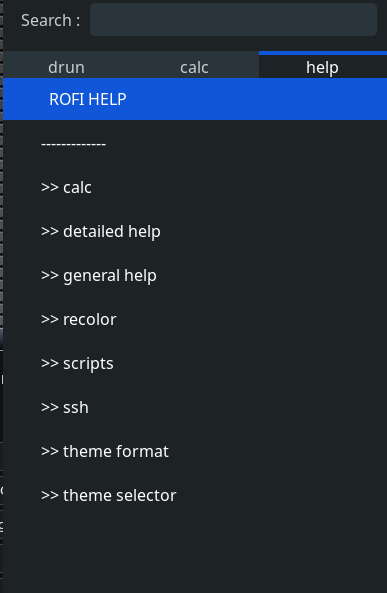 Search :
drun calc help
ROFI HELP
-------------
>> calc
>> detailed help
>> general help
>> recolor
>> scripts
>> ssh
>> theme format
>> theme selector